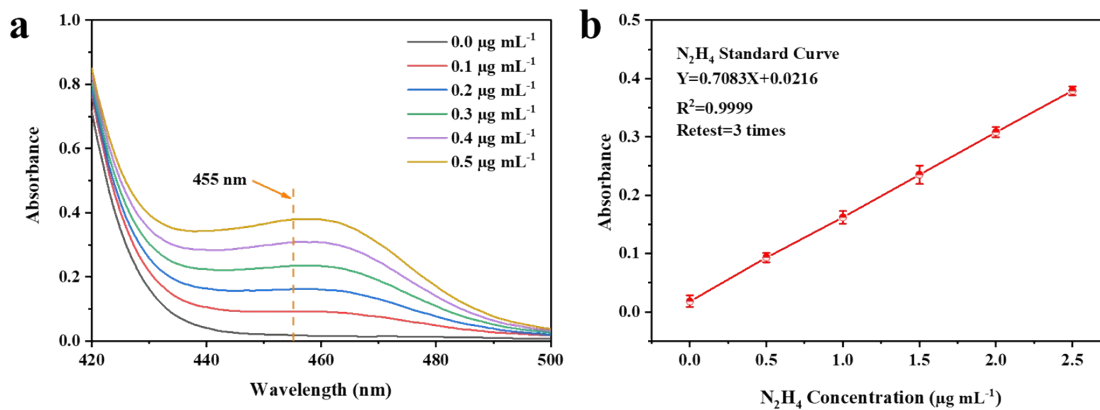 a
1.0
0.8
0.6
0.4
0.2
0.0
Absorbance
420
440
460
480
500
Wavelength (nm)
0.0 µg mL⁻¹
0.1 µg mL⁻¹
0.2 µg mL⁻¹
0.3 µg mL⁻¹
0.4 µg mL⁻¹
0.5 µg mL⁻¹
455 nm
b
0.5
0.4
0.3
0.2
0.1
0.0
Absorbance
N₂H₄ Standard Curve
Y=0.7083X+0.0216
R²=0.9999
Retest=3 times
0.0
0.5
1.0
1.5
2.0
2.5
N₂H₄ Concentration (µg mL⁻¹)